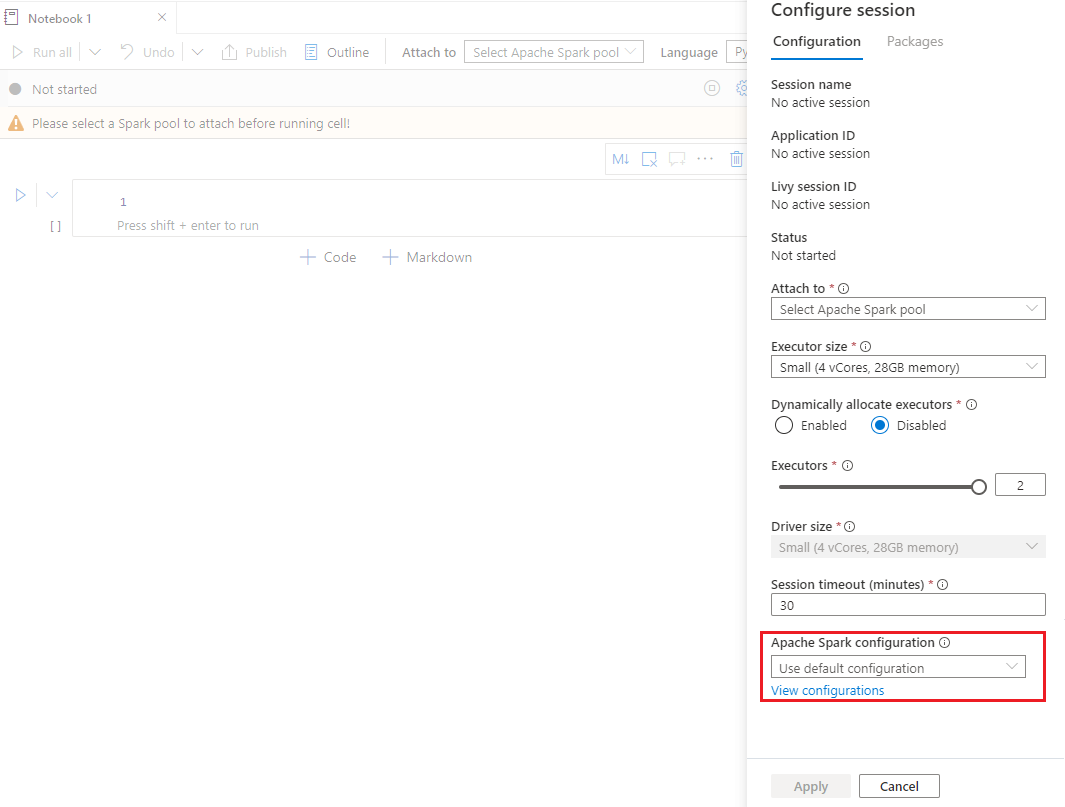 Notebook 1
Run all
Undo
Publish
Outline
Attach to
Select Apache Spark pool
Language
Py
Not started
Please select a Spark pool to attach before running cell!
M↓
1
Press shift + enter to run
[ ]
Code
Markdown
Configure session
Configuration
Packages
Session name
No active session
Application ID
No active session
Livy session ID
No active session
Status
Not started
Attach to *
Select Apache Spark pool
Executor size *
Small (4 vCores, 28GB memory)
Dynamically allocate executors *
Enabled
Disabled
Executors *
2
Driver size *
Small (4 vCores, 28GB memory)
Session timeout (minutes) *
30
Apache Spark configuration
Use default configuration
View configurations
Apply
Cancel